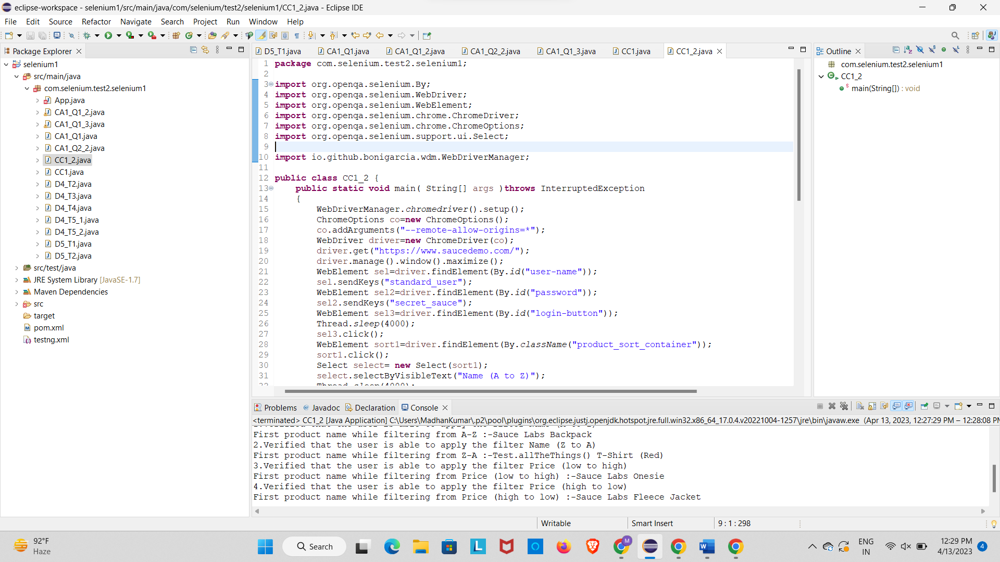 eclipse-workspace - selenium1/src/main/java/com/selenium/test2/selenium1/CC1_2.java - Eclipse IDE
File Edit Source Refactor Navigate Search Project Run Window Help
Package Explorer
selenium1
src/main/java
com.selenium.test2.selenium1
App.java
CA1_Q1_2.java
CA1_Q1_3.java
CA1_Q1.java
CA1_Q2_2.java
CC1_2.java
CC1.java
D4_T2.java
D4_T3.java
D4_T4.java
D4_T5_1.java
D4_T5_2.java
D5_T1.java
D5_T2.java
src/test/java
JRE System Library [JavaSE-1.7]
Maven Dependencies
src
target
pom.xml
testng.xml
D5_T1.java CA1_Q1.java CA1_Q1_2.java CA1_Q2_2.java CA1_Q1_3.java CC1.java CC1_2.java
1 package com.selenium.test2.selenium1;
2
3 import org.openqa.selenium.By;
4 import org.openqa.selenium.WebDriver;
5 import org.openqa.selenium.WebElement;
6 import org.openqa.selenium.chrome.ChromeDriver;
7 import org.openqa.selenium.chrome.ChromeOptions;
8 import org.openqa.selenium.support.ui.Select;
9
10 import io.github.bonigarcia.wdm.WebDriverManager;
11
12 public class CC1_2 {
13 public static void main( String[] args )throws InterruptedException
14 {
15 WebDriverManager.chromedriver().setup();
16 ChromeOptions co=new ChromeOptions();
17 co.addArguments("--remote-allow-origins=*");
18 WebDriver driver=new ChromeDriver(co);
19 driver.get("https://www.saucedemo.com/");
20 driver.manage().window().maximize();
21 WebElement sel=driver.findElement(By.id("user-name"));
22 sel.sendKeys("standard_user");
23 WebElement sel2=driver.findElement(By.id("password"));
24 sel2.sendKeys("secret_sauce");
25 WebElement sel3=driver.findElement(By.id("login-button"));
26 Thread.sleep(4000);
27 sel3.click();
28 WebElement sort1=driver.findElement(By.className("product_sort_container"));
29 sort1.click();
30 Select select= new Select(sort1);
31 select.selectByVisibleText("Name (A to Z)");
32 Thread.sleep(4000);
Outline
com.selenium.test2.selenium1
CC1_2
main(String[]) : void
Problems Javadoc Declaration Console
<terminated> CC1_2 [Java Application] C:\Users\MadhanKumar\.p2\pool\plugins\org.eclipse.justj.openjdk.hotspot.jre.full.win32.x86_64_17.0.4.v20221004-1257\jre\bin\javaw.exe (Apr 13, 2023, 12:27:29 PM – 12:28:08 PM
1.Verified that the user is able to apply the filter Name (A to Z)
First product name while filtering from A-Z :-Sauce Labs Backpack
2.Verified that the user is able to apply the filter Name (Z to A)
First product name while filtering from Z-A :-Test.allTheThings() T-Shirt (Red)
3.Verified that the user is able to apply the filter Price (low to high)
First product name while filtering from Price (low to high) :-Sauce Labs Onesie
4.Verified that the user is able to apply the filter Price (high to low)
First product name while filtering from Price (high to low) :-Sauce Labs Fleece Jacket
Writable Smart Insert 9 : 1 : 298
92°F
Haze
Search
M
ENG
IN
12:29 PM
4/13/2023
4